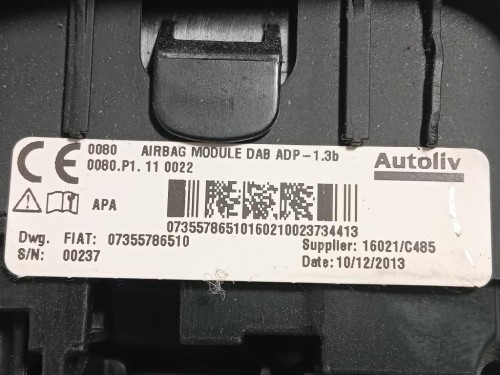 CE 0080 AIRBAG MODULE DAB ADP-1.3b Autoliv
0080.P1. 11 0022
APA
07355786510160210023734413
Dwg. FIAT: 07355786510 Supplier: 16021/C485
S/N: 00237 Date: 10/12/2013